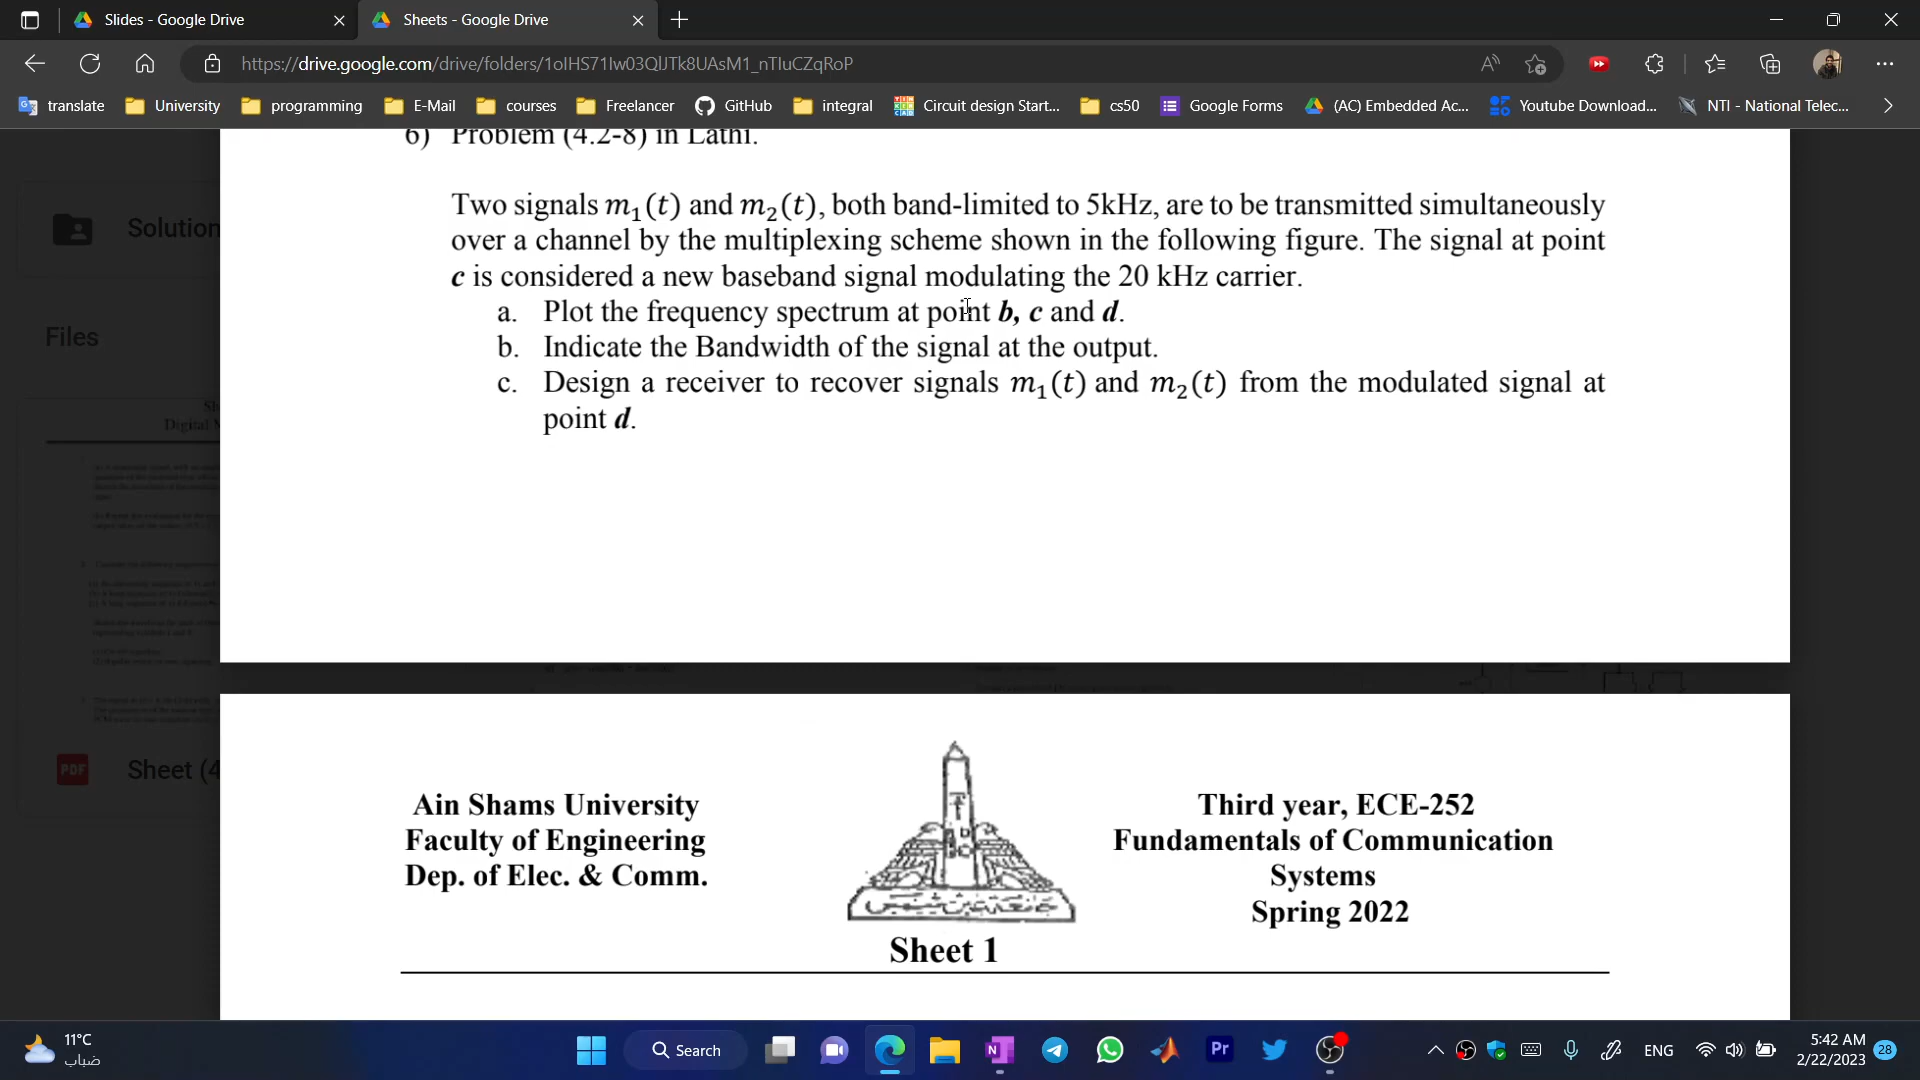 Slides - Google Drive
Sheets - Google Drive
https://drive.google.com/drive/folders/1oIHS71Iw03QlJTk8UAsM1_nTIuCZqRoP
translate University programming E-Mail courses Freelancer GitHub integral Circuit design Start... cs50 Google Forms (AC) Embedded Ac... Youtube Download... NTI - National Telec...
6) Problem (4.2-8) in Lathi.
Two signals m₁(t) and m₂(t), both band-limited to 5kHz, are to be transmitted simultaneously
over a channel by the multiplexing scheme shown in the following figure. The signal at point
c is considered a new baseband signal modulating the 20 kHz carrier.
a. Plot the frequency spectrum at point b, c and d.
b. Indicate the Bandwidth of the signal at the output.
c. Design a receiver to recover signals m₁(t) and m₂(t) from the modulated signal at
point d.
Solution
Files
PDF Sheet (4
Ain Shams University
Faculty of Engineering
Dep. of Elec. & Comm.
Third year, ECE-252
Fundamentals of Communication
Systems
Spring 2022
Sheet 1
11°C
ضباب
Search
Pr
ENG
5:42 AM
2/22/2023
28